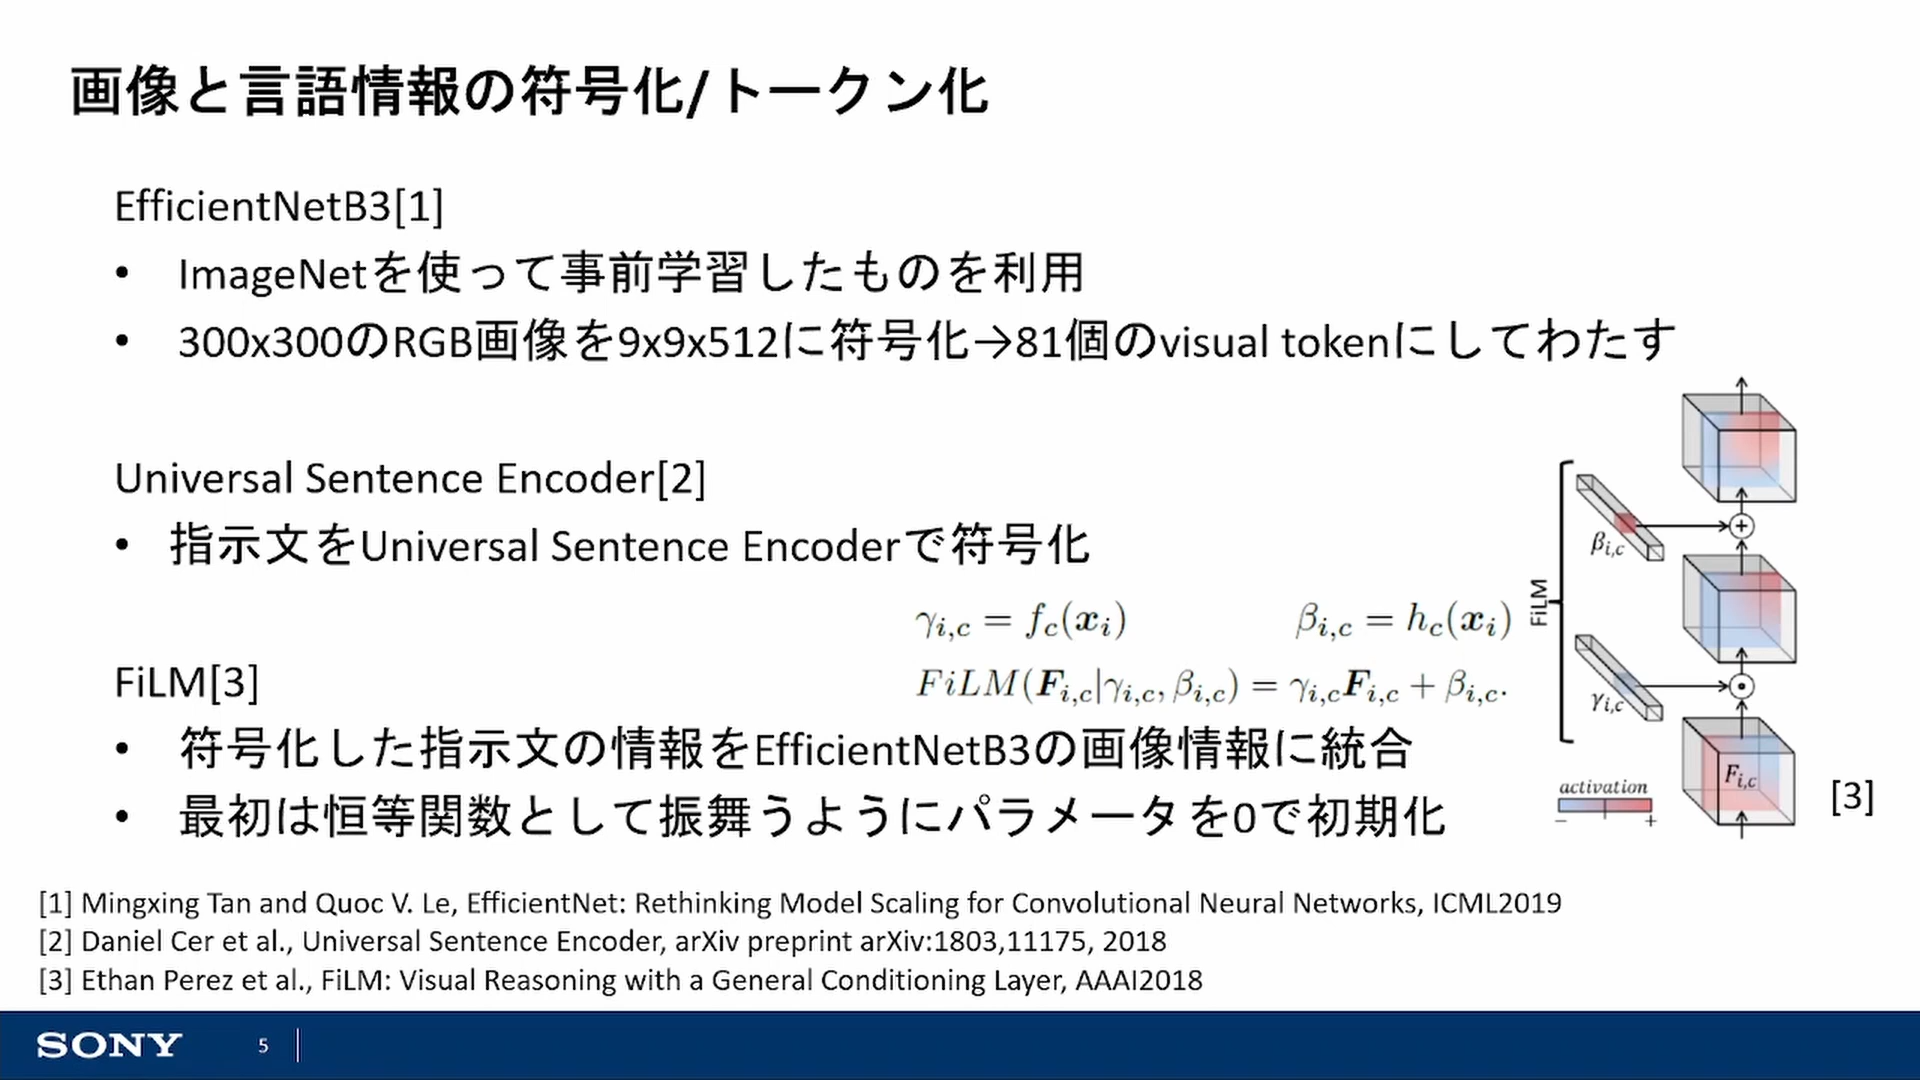 画像と言語情報の符号化/トークン化
EfficientNetB3[1]
• ImageNetを使って事前学習したものを利用
• 300x300のRGB画像を9x9x512に符号化→81個のvisual tokenにしてわたす
Universal Sentence Encoder[2]
• 指示文をUniversal Sentence Encoderで符号化
γi,c = fc(xi) βi,c = hc(xi)
FiLM(Fi,c|γi,c, βi,c) = γi,cFi,c + βi,c.
FiLM[3]
• 符号化した指示文の情報をEfficientNetB3の画像情報に統合
• 最初は恒等関数として振舞うようにパラメータを0で初期化
FiLM
βi,c
+
γi,c
Fi,c
activation
− +
[3]
[1] Mingxing Tan and Quoc V. Le, EfficientNet: Rethinking Model Scaling for Convolutional Neural Networks, ICML2019
[2] Daniel Cer et al., Universal Sentence Encoder, arXiv preprint arXiv:1803,11175, 2018
[3] Ethan Perez et al., FiLM: Visual Reasoning with a General Conditioning Layer, AAAI2018
SONY 5